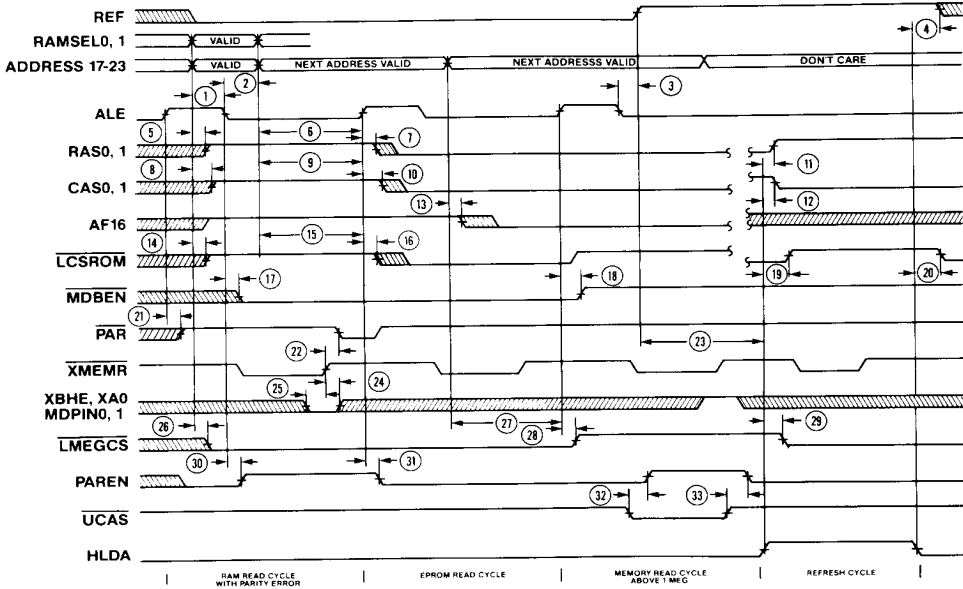 REF
4
RAMSEL0, 1
VALID
ADDRESS 17-23
VALID
NEXT ADDRESS VALID
NEXT ADDRESSS VALID
DON'T CARE
2
1
3
ALE
5
6
7
RAS0, 1
8
9
10
11
CAS0, 1
12
13
AF16
14
15
16
LCSROM
17
18
19
20
MDBEN
21
PAR
22
23
XMEMR
24
25
XBHE, XA0
MDPIN0, 1
26
27
28
29
LMEGCS
30
31
PAREN
32
33
UCAS
HLDA
RAM READ CYCLE
WITH PARITY ERROR
EPROM READ CYCLE
MEMORY READ CYCLE
ABOVE 1 MEG
REFRESH CYCLE